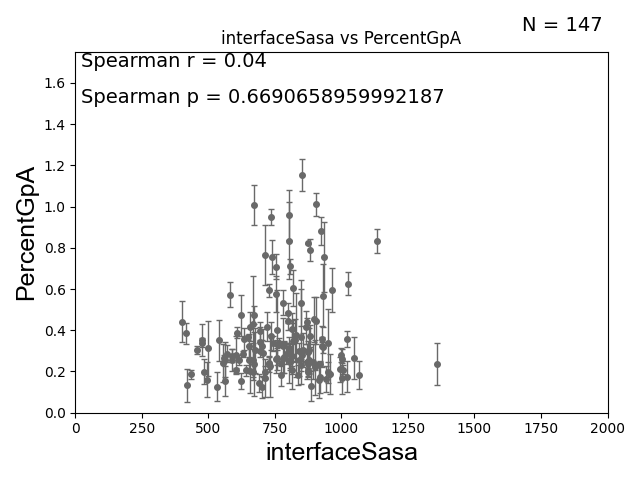 N = 147
interfaceSasa vs PercentGpA
Spearman r = 0.04
Spearman p = 0.6690658959992187
PercentGpA
1.6
1.4
1.2
1.0
0.8
0.6
0.4
0.2
0.0
0 250 500 750 1000 1250 1500 1750 2000
interfaceSasa